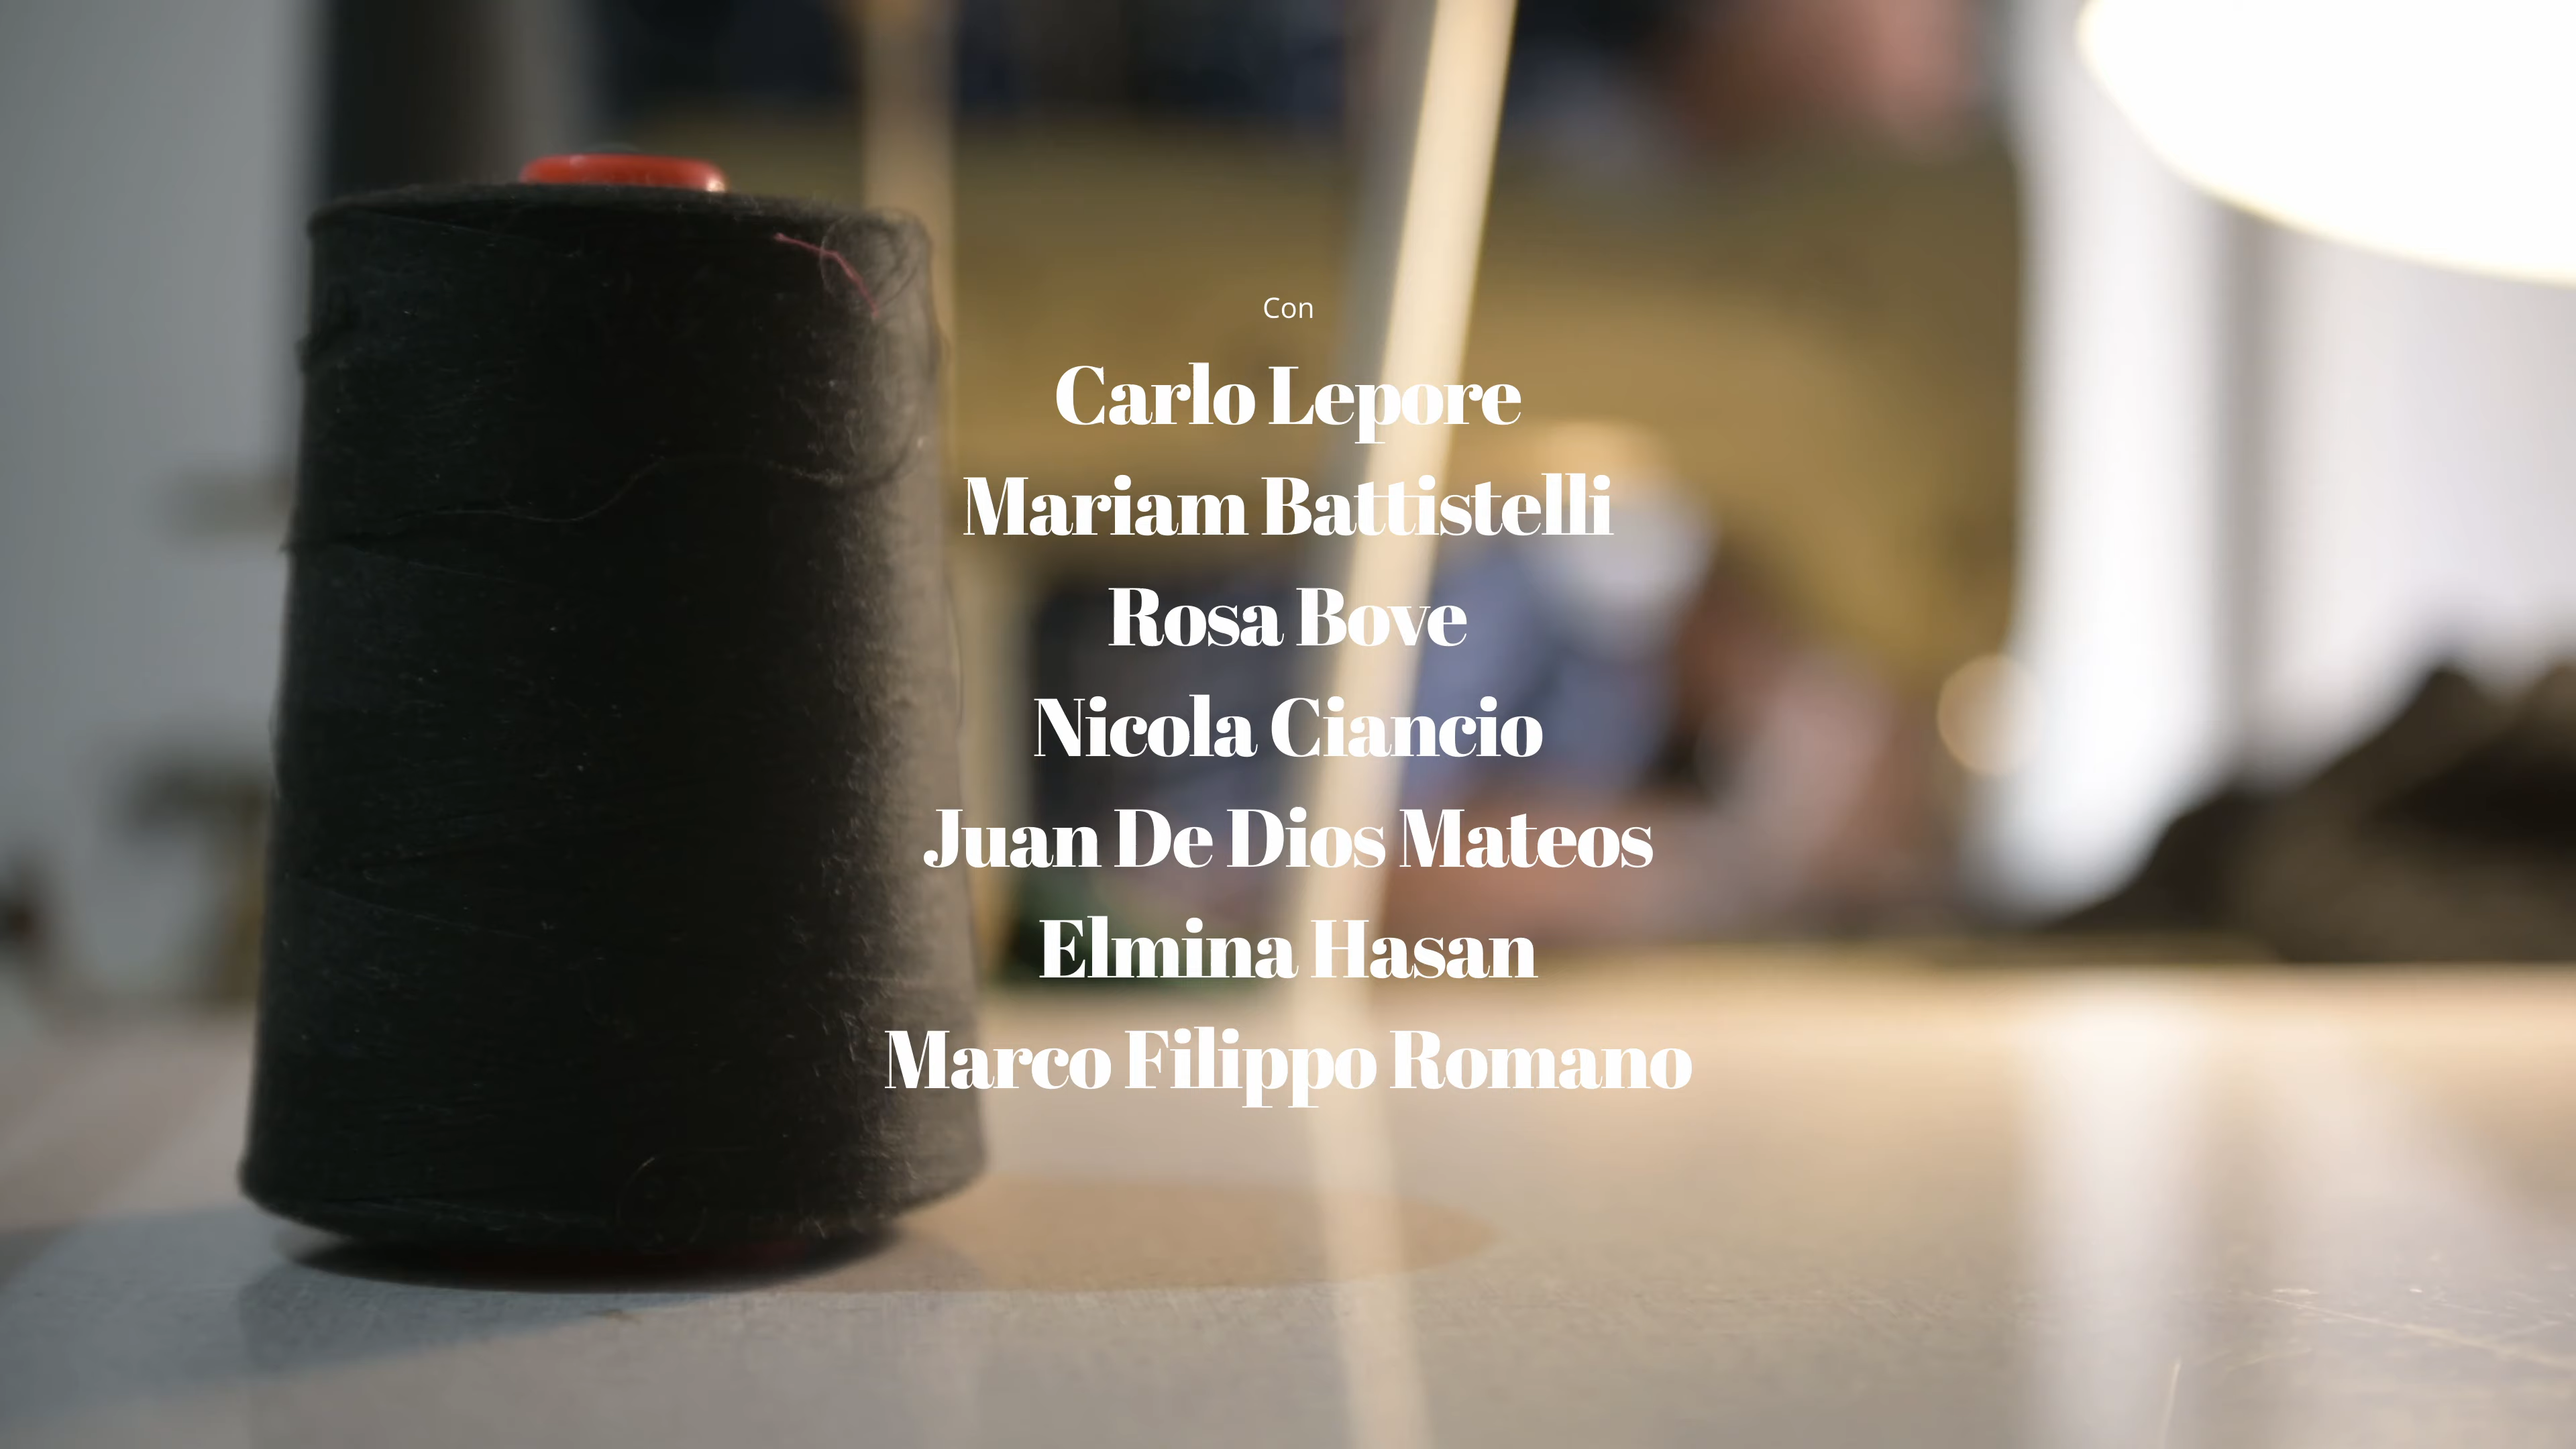 Con
Carlo Lepore
Mariam Battistelli
Rosa Bove
Nicola Ciancio
Juan De Dios Mateos
Elmina Hasan
Marco Filippo Romano